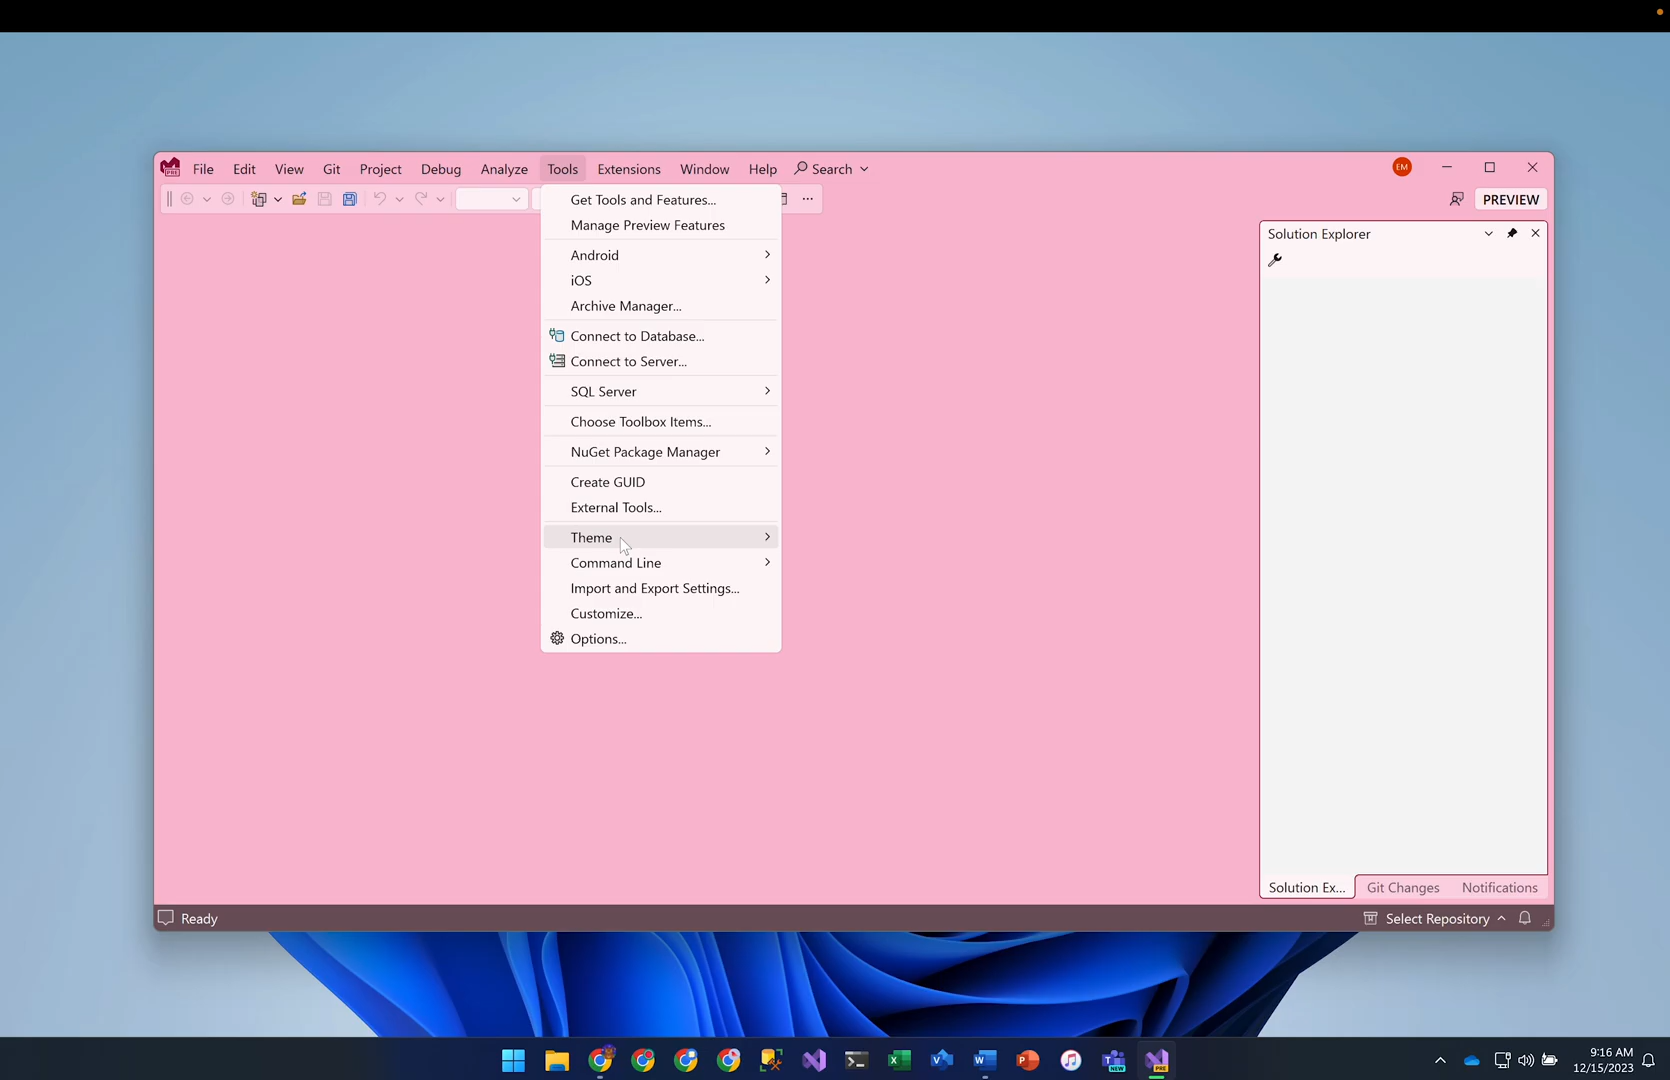 File Edit View Git Project Debug Analyze Tools Extensions Window Help Search
EM
PREVIEW
Get Tools and Features...
Manage Preview Features
Android
iOS
Archive Manager...
Connect to Database...
Connect to Server...
SQL Server
Choose Toolbox Items...
NuGet Package Manager
Create GUID
External Tools...
Theme
Command Line
Import and Export Settings...
Customize...
Options...
Solution Explorer
Solution Ex... Git Changes Notifications
Ready
Select Repository
9:16 AM
12/15/2023
PRE
NEW
PRE